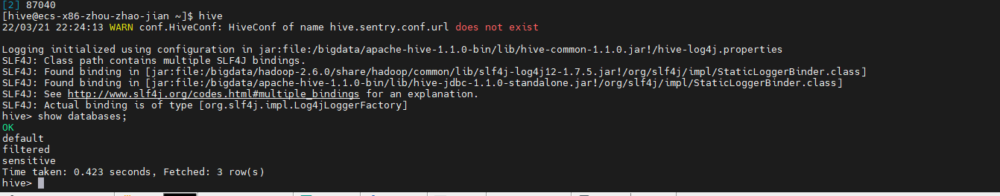 [2] 87040
[hive@ecs-x86-zhou-zhao-jian ~]$ hive
22/03/21 22:24:13 WARN conf.HiveConf: HiveConf of name hive.sentry.conf.url does not exist
Logging initialized using configuration in jar:file:/bigdata/apache-hive-1.1.0-bin/lib/hive-common-1.1.0.jar!/hive-log4j.properties
SLF4J: Class path contains multiple SLF4J bindings.
SLF4J: Found binding in [jar:file:/bigdata/hadoop-2.6.0/share/hadoop/common/lib/slf4j-log4j12-1.7.5.jar!/org/slf4j/impl/StaticLoggerBinder.class]
SLF4J: Found binding in [jar:file:/bigdata/apache-hive-1.1.0-bin/lib/hive-jdbc-1.1.0-standalone.jar!/org/slf4j/impl/StaticLoggerBinder.class]
SLF4J: See http://www.slf4j.org/codes.html#multiple_bindings for an explanation.
SLF4J: Actual binding is of type [org.slf4j.impl.Log4jLoggerFactory]
hive> show databases;
OK
default
filtered
sensitive
Time taken: 0.423 seconds, Fetched: 3 row(s)
hive>